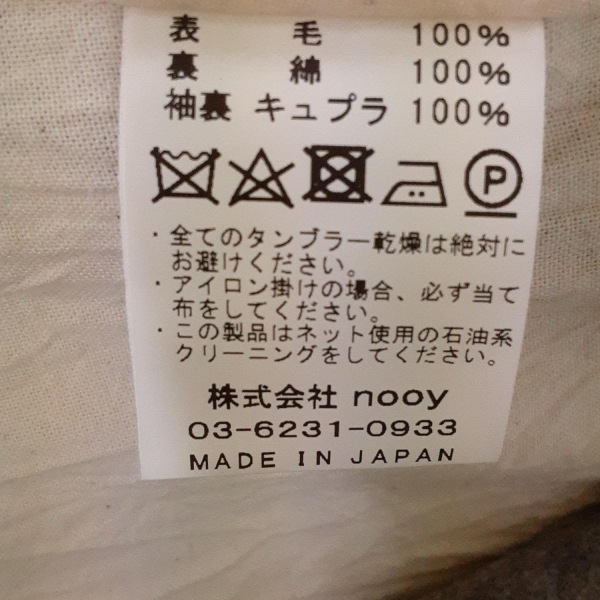 表 毛 100%
裏 綿 100%
袖裏 キュプラ 100%
P
・全てのタンブラー乾燥は絶対に
お避けください。
・アイロン掛けの場合、必ず当て
布をしてください。
・この製品はネット使用の石油系
クリーニングをしてください。
株式会社 nooy
03-6231-0933
MADE IN JAPAN